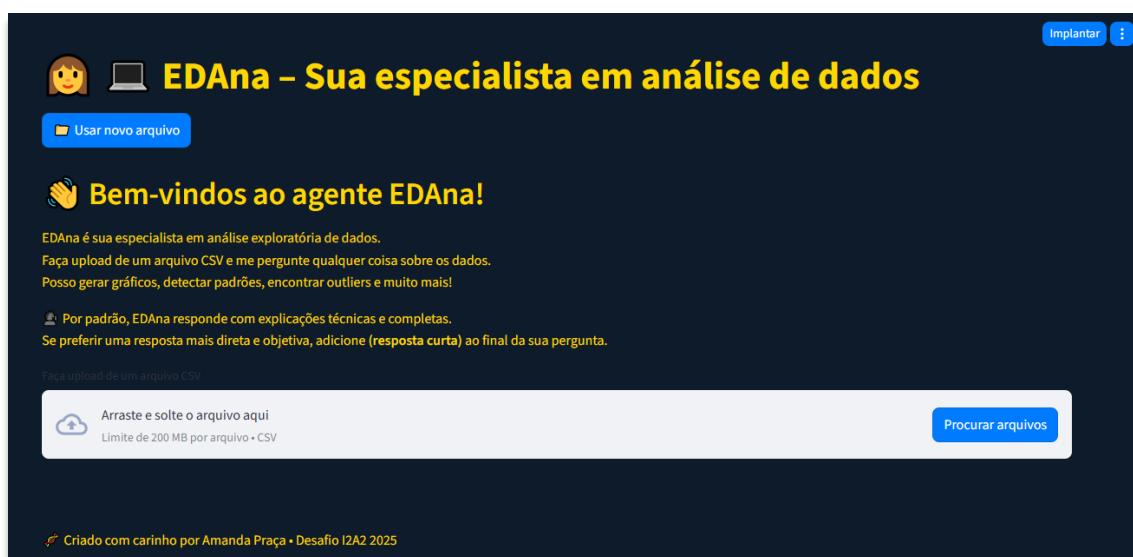 Implantar
EDAna – Sua especialista em análise de dados
Usar novo arquivo
Bem-vindos ao agente EDAna!
EDAna é sua especialista em análise exploratória de dados.
Faça upload de um arquivo CSV e me pergunte qualquer coisa sobre os dados.
Posso gerar gráficos, detectar padrões, encontrar outliers e muito mais!
Por padrão, EDAna responde com explicações técnicas e completas.
Se preferir uma resposta mais direta e objetiva, adicione (resposta curta) ao final da sua pergunta.
Faça upload de um arquivo CSV
Arraste e solte o arquivo aqui
Limite de 200 MB por arquivo • CSV
Procurar arquivos
Criado com carinho por Amanda Praça • Desafio I2A2 2025